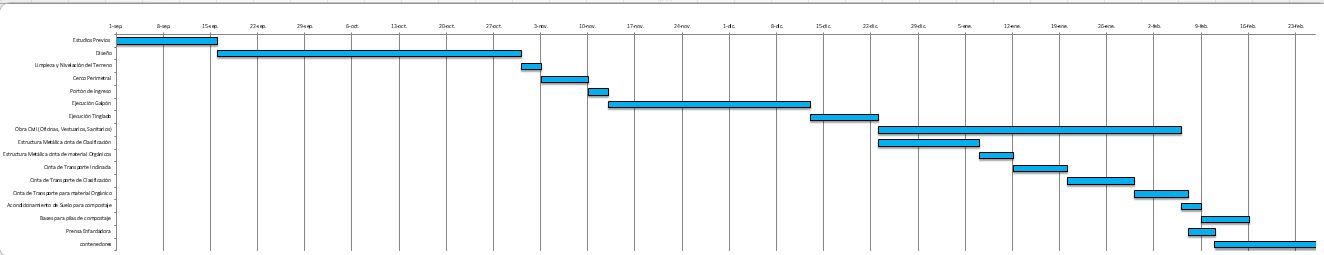 1-sep. 8-sep. 15-sep. 22-sep. 29-sep. 6-oct. 13-oct. 20-oct. 27-oct. 3-nov. 10-nov. 17-nov. 24-nov. 1-dic. 8-dic. 15-dic. 22-dic. 29-dic. 5-ene. 12-ene. 19-ene. 26-ene. 2-feb. 9-feb. 16-feb. 23-feb.
Estudios Previos
Diseño
Limpieza y Nivelación del Terreno
Cerco Perimetral
Portón de Ingreso
Ejecución Galpón
Ejecución Tinglado
Obra Civil (Oficinas, Vestuarios, Sanitarios)
Estructura Metálica cinta de Clasificación
Estructura Metálica cinta de material Orgánicos
Cinta de Transporte inclinada
Cinta de Transporte de Clasificación
Cinta de Transporte para material Orgánico
Acondicionamiento de Suelo para compostaje
Bases para pilas de compostaje
Prensa Enfardadora
contenedores